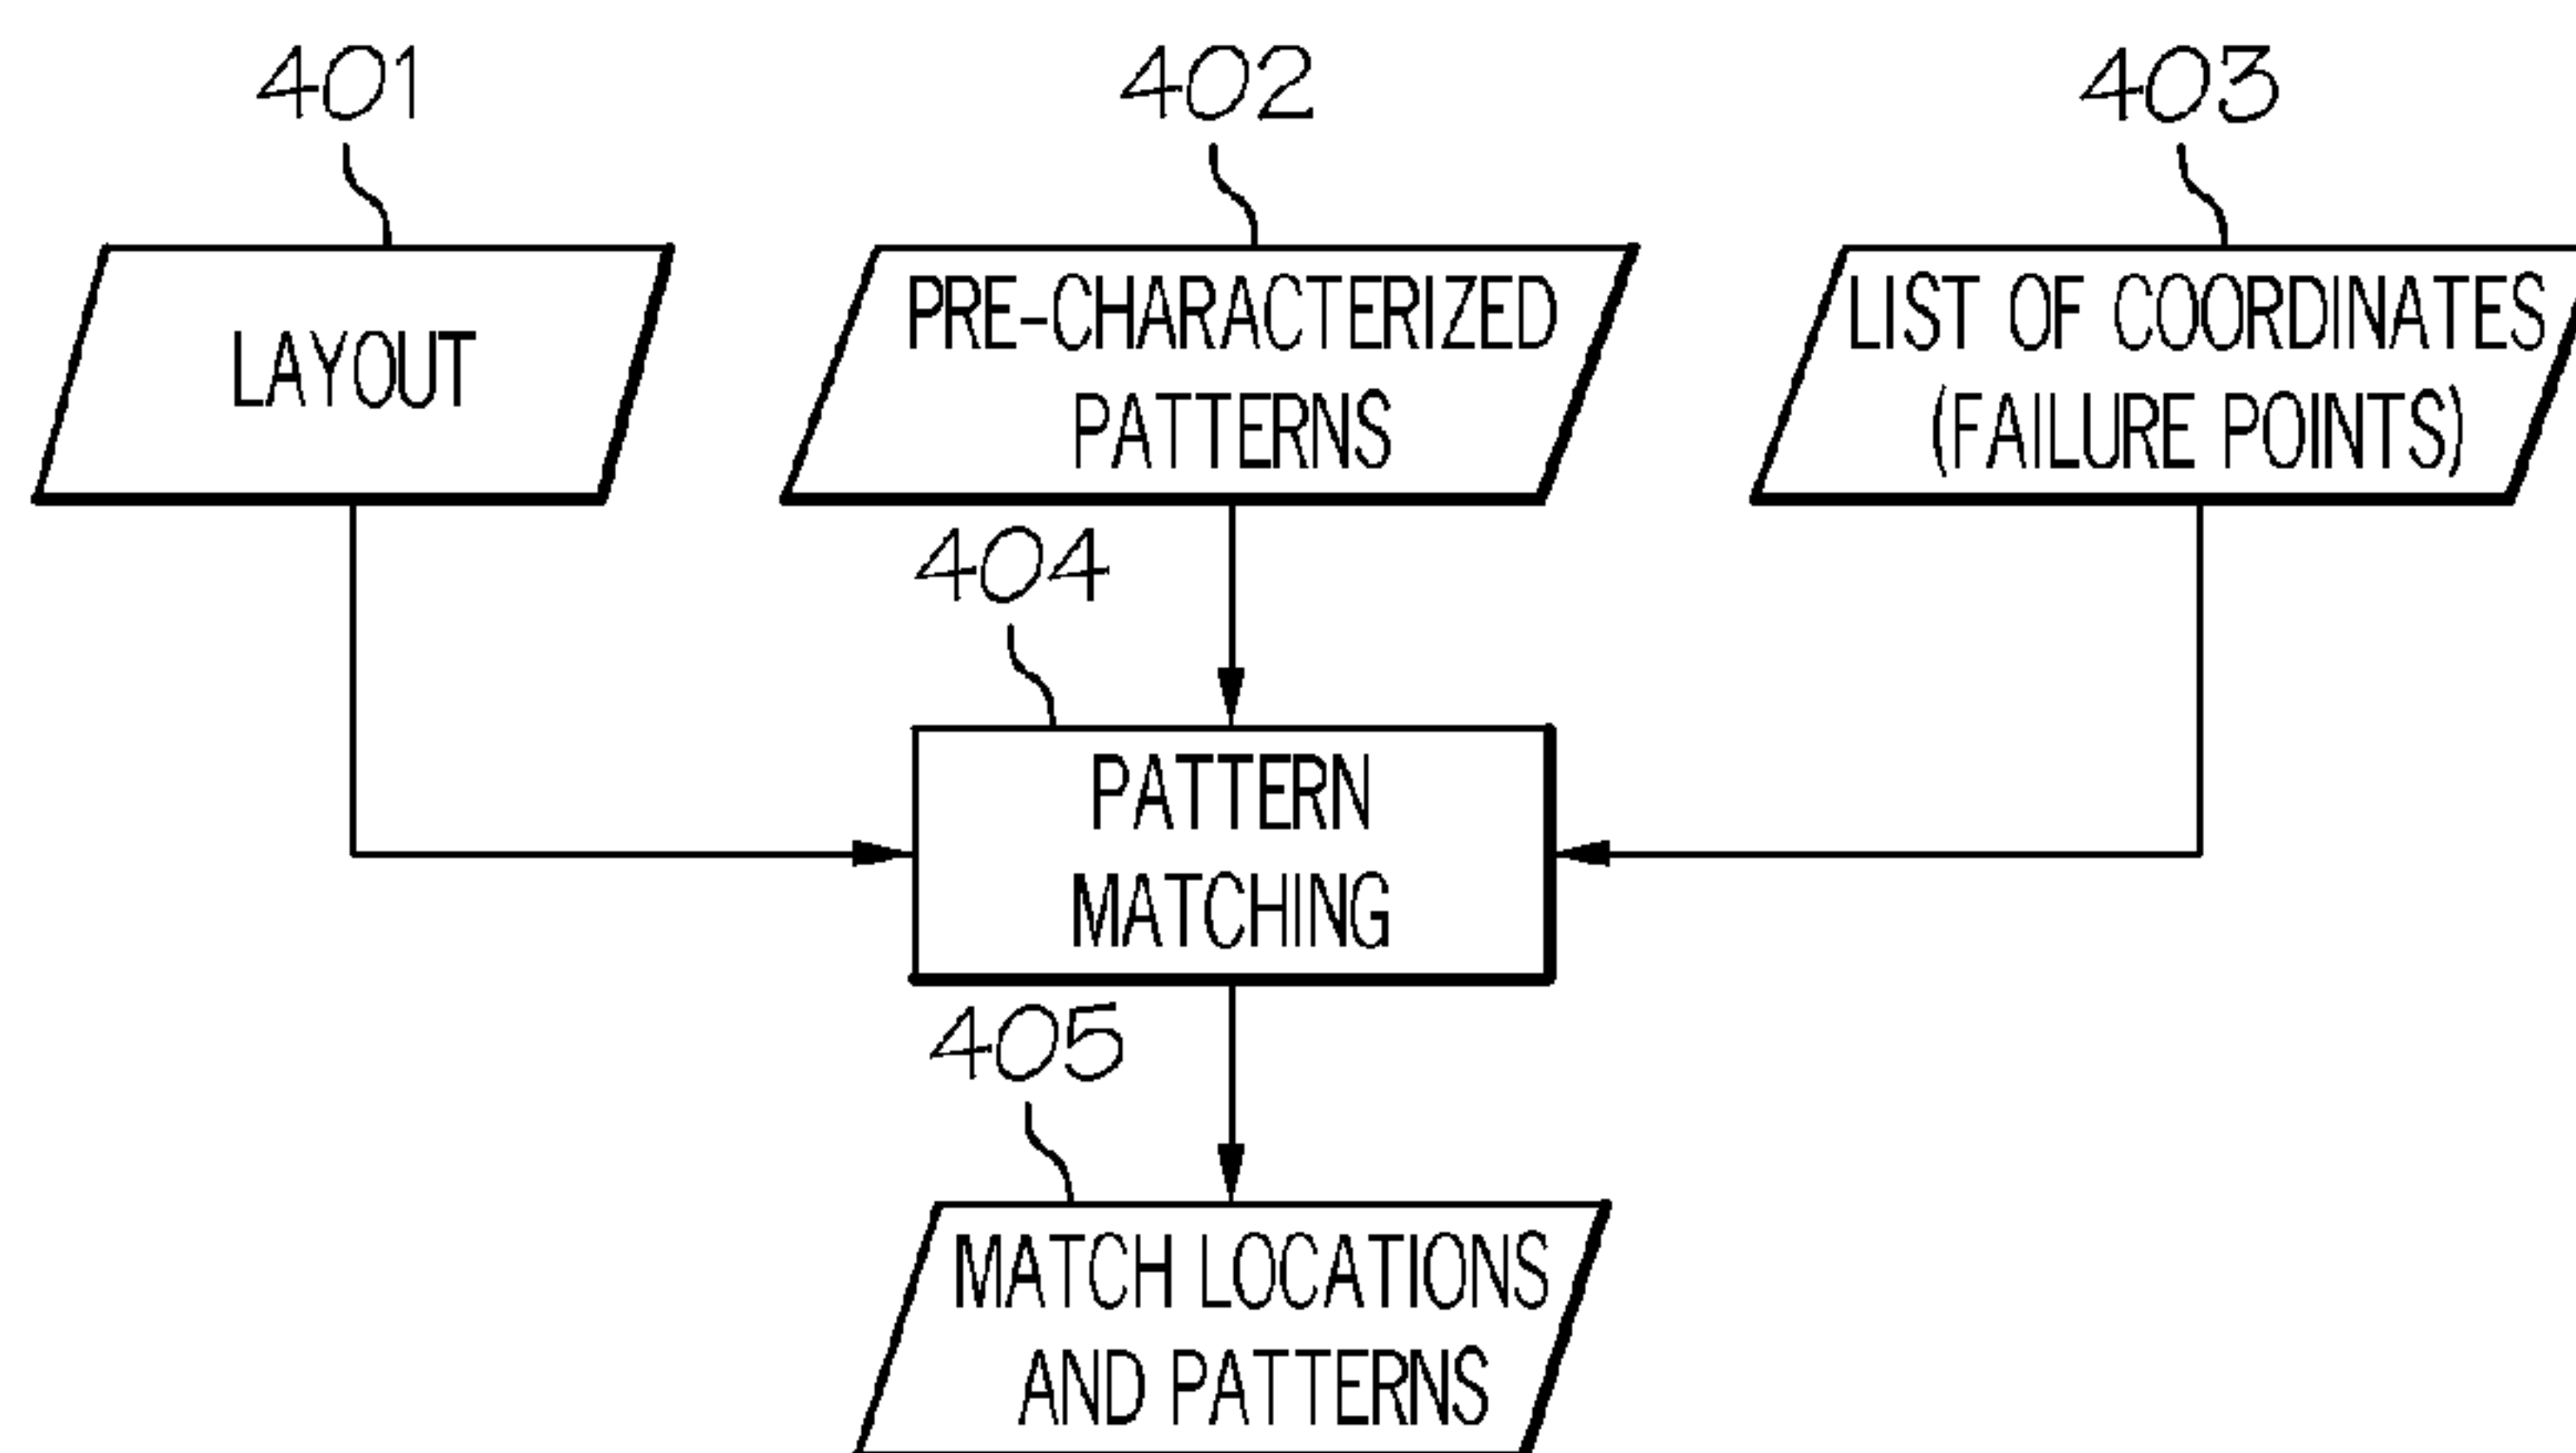 401
402
403
LAYOUT
PRE-CHARACTERIZED
PATTERNS
LIST OF COORDINATES
(FAILURE POINTS)
404
PATTERN
MATCHING
405
MATCH LOCATIONS
AND PATTERNS